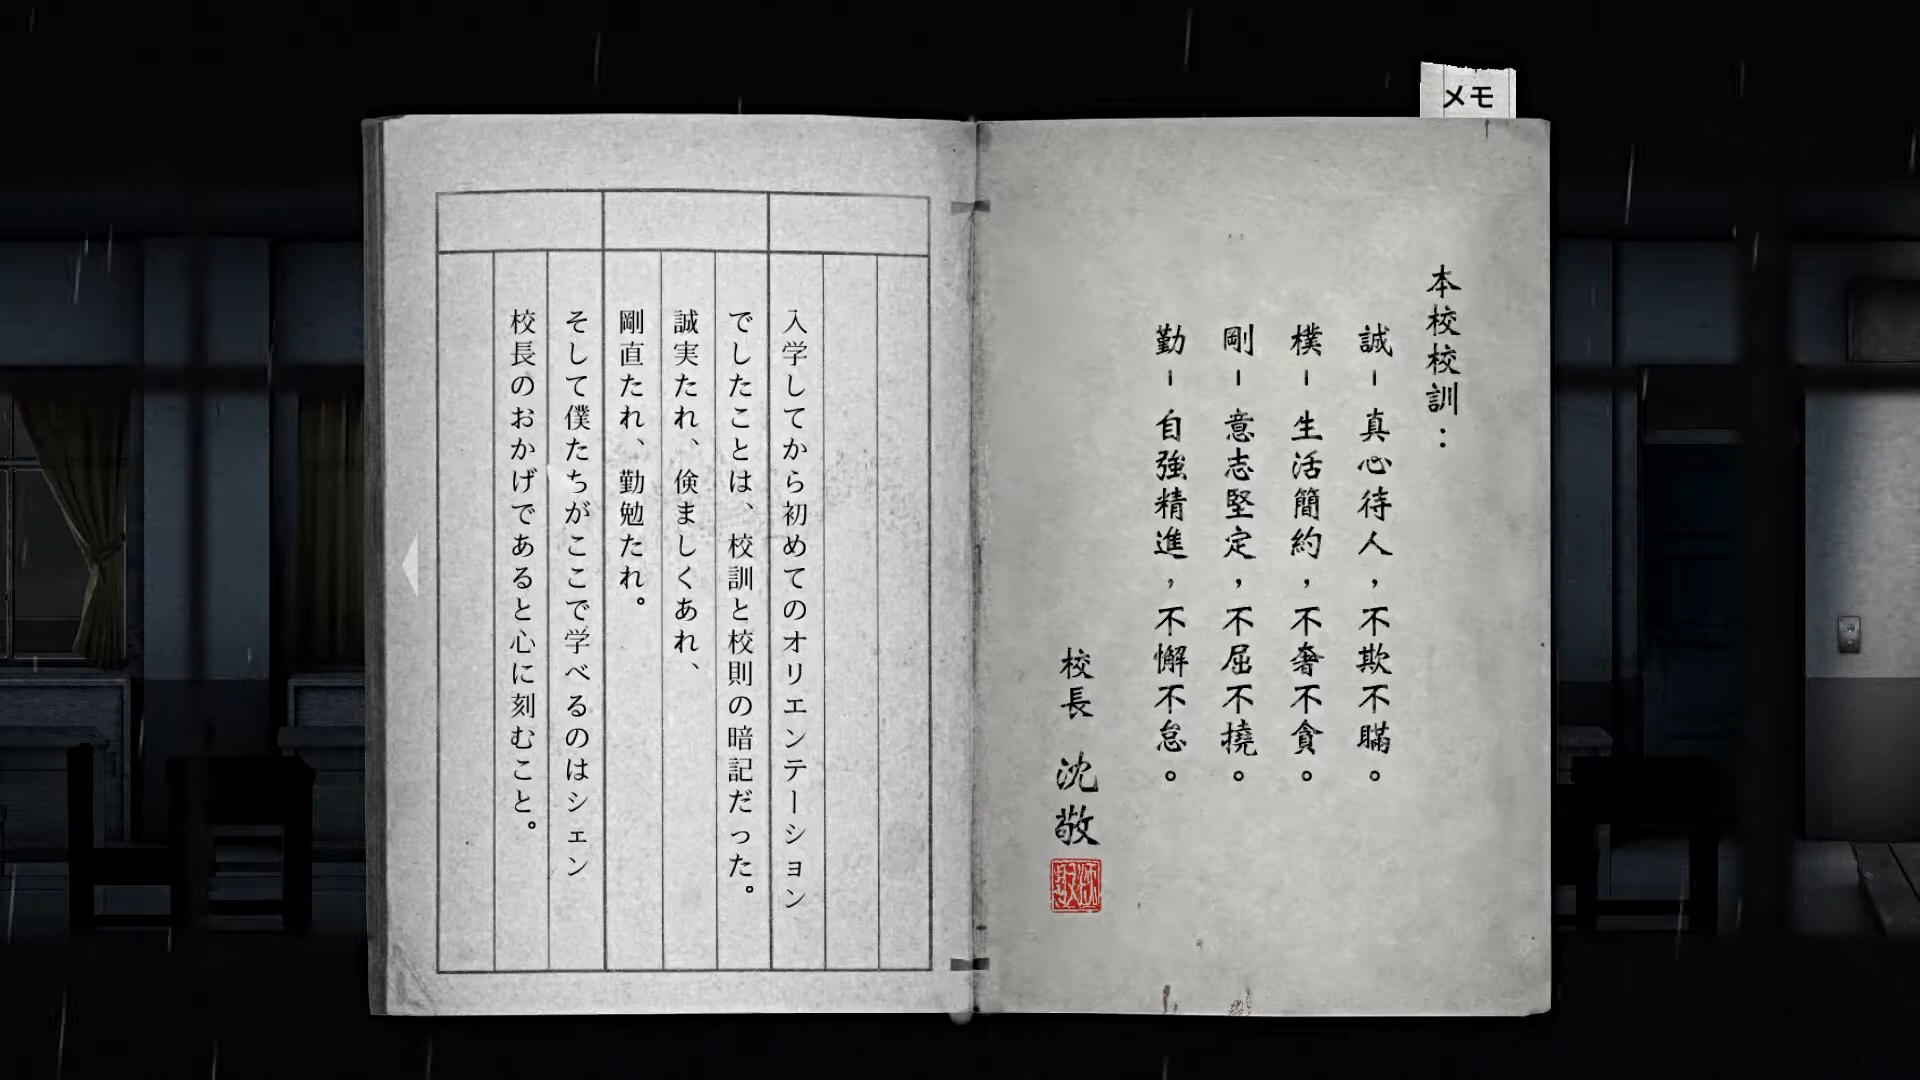 メモ
本校校訓：
誠－真心待人，不欺不瞞。
樸－生活簡約，不奢不貪。
剛－意志堅定，不屈不撓。
勤－自強精進，不懈不怠。
校長 沈敬
入学してから初めてのオリエンテーション
でしたことは、校訓と校則の暗記だった。
誠実たれ、倹ましくあれ、
剛直たれ、勤勉たれ。
そして僕たちがここで学べるのはシェン
校長のおかげであると心に刻むこと。